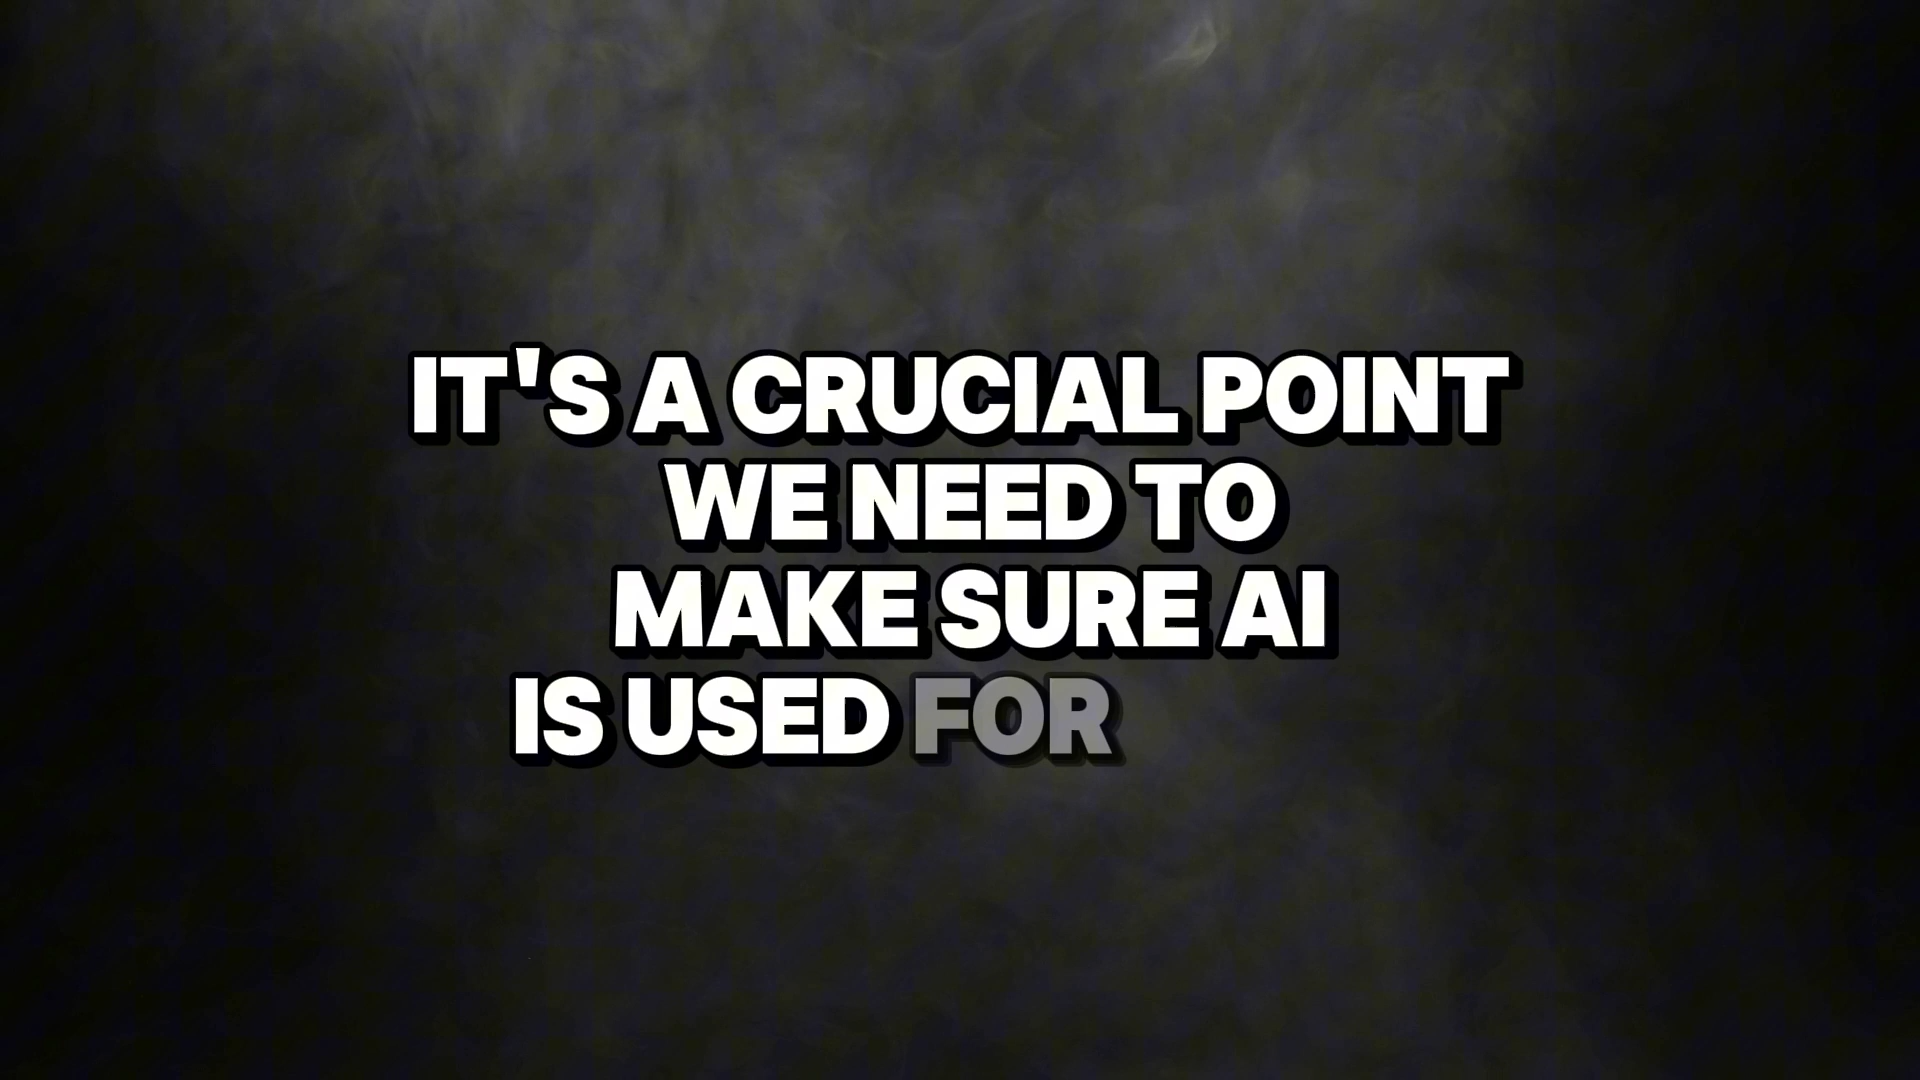 IT'S A CRUCIAL POINT
WE NEED TO
MAKE SURE AI
IS USED FOR